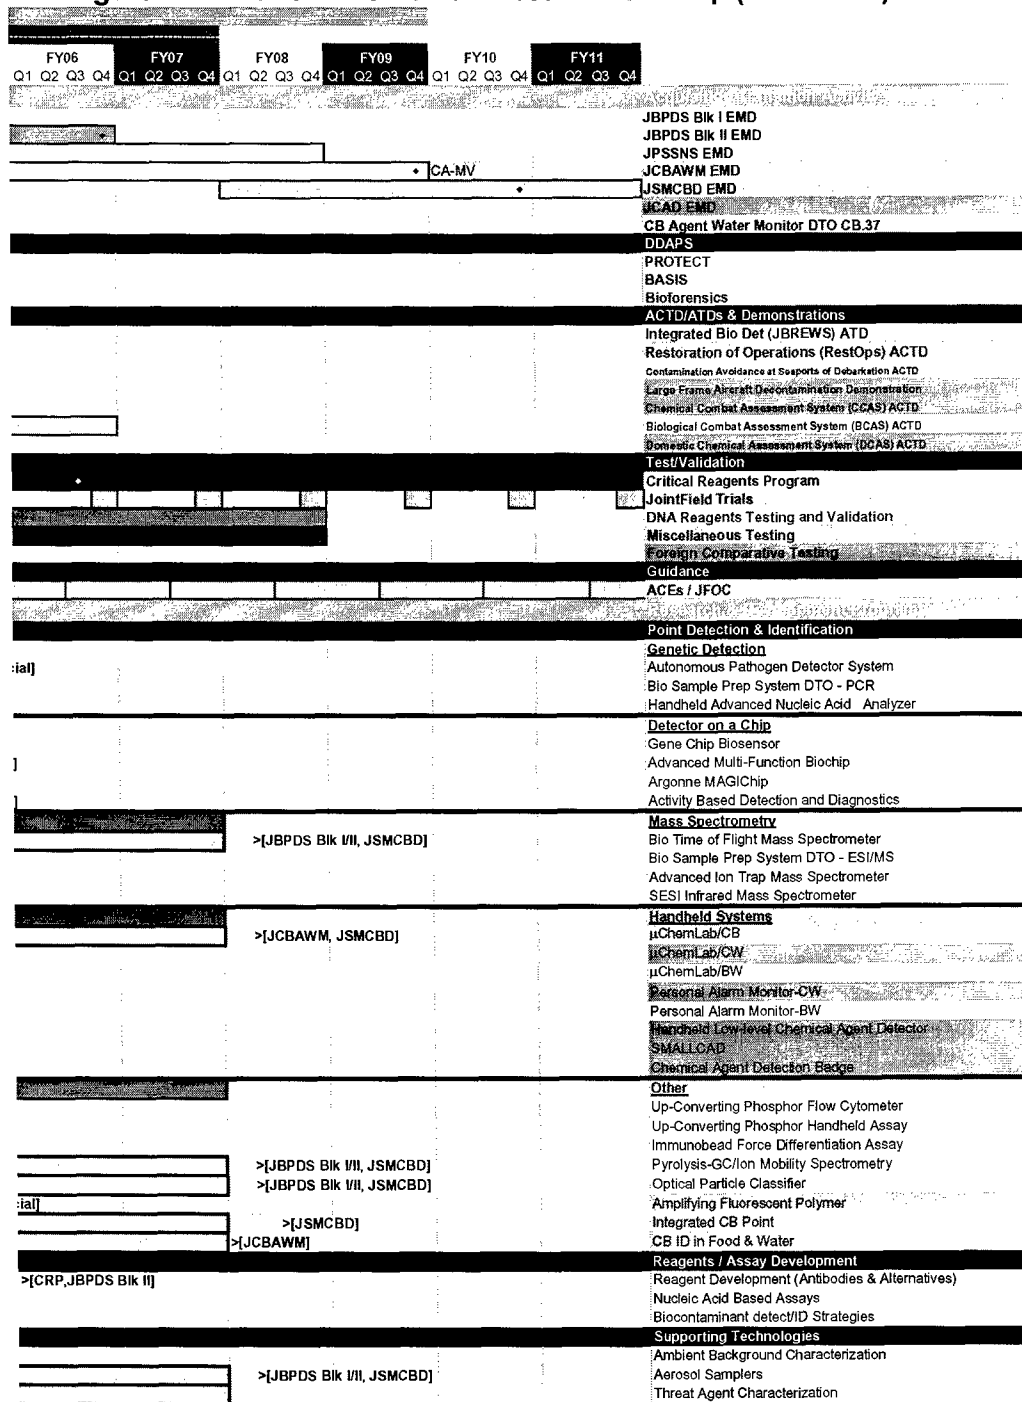 FY06 FY07 FY08 FY09 FY10 FY11
Q1 Q2 Q3 Q4 Q1 Q2 Q3 Q4 Q1 Q2 Q3 Q4 Q1 Q2 Q3 Q4 Q1 Q2 Q3 Q4 Q1 Q2 Q3 Q4
JBPDS Blk I EMD
JBPDS Blk II EMD
JPSSNS EMD
CA-MV JCBAWM EMD
JSMCBD EMD
JCAD EMD
CB Agent Water Monitor DTO CB.37
DDAPS
PROTECT
BASIS
Bioforensics
ACTD/ATDs & Demonstrations
Integrated Bio Det (JBREWS) ATD
Restoration of Operations (RestOps) ACTD
Contamination Avoidance at Seaports of Debarkation ACTD
Large Frame Aircraft Decontamination Demonstration
Chemical Combat Assessment System (CCAS) ACTD
Biological Combat Assessment System (BCAS) ACTD
Domestic Chemical Assessment System (DCAS) ACTD
Test/Validation
Critical Reagents Program
JointField Trials
DNA Reagents Testing and Validation
Miscellaneous Testing
Foreign Comparative Testing
Guidance
ACEs / JFOC
Point Detection & Identification
Genetic Detection
:ial] Autonomous Pathogen Detector System
Bio Sample Prep System DTO - PCR
Handheld Advanced Nucleic Acid Analyzer
Detector on a Chip
Gene Chip Biosensor
] Advanced Multi-Function Biochip
Argonne MAGIChip
] Activity Based Detection and Diagnostics
Mass Spectrometry
>[JBPDS Blk I/II, JSMCBD] Bio Time of Flight Mass Spectrometer
Bio Sample Prep System DTO - ESI/MS
Advanced Ion Trap Mass Spectrometer
SESI Infrared Mass Spectrometer
Handheld Systems
>[JCBAWM, JSMCBD] µChemLab/CB
µChemLab/CW
µChemLab/BW
Personal Alarm Monitor-CW
Personal Alarm Monitor-BW
Handheld Low-level Chemical Agent Detector
SMALLCAD
Chemical Agent Detection Badge
Other
Up-Converting Phosphor Flow Cytometer
Up-Converting Phosphor Handheld Assay
Immunobead Force Differentiation Assay
>[JBPDS Blk I/II, JSMCBD] Pyrolysis-GC/Ion Mobility Spectrometry
>[JBPDS Blk I/II, JSMCBD] Optical Particle Classifier
:ial] Amplifying Fluorescent Polymer
>[JSMCBD] Integrated CB Point
>[JCBAWM] CB ID in Food & Water
Reagents / Assay Development
>[CRP,JBPDS Blk II] Reagent Development (Antibodies & Alternatives)
Nucleic Acid Based Assays
Biocontaminant detect/ID Strategies
Supporting Technologies
Ambient Background Characterization
>[JBPDS Blk I/II, JSMCBD] Aerosol Samplers
Threat Agent Characterization